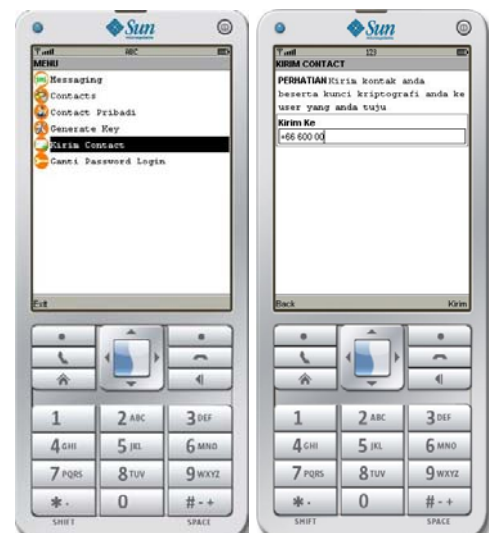 Sun
ABC
MENU
Messaging
Contacts
Contact Pribadi
Generate Key
Kirim Contact
Ganti Password Login
Exit
1
2 ABC
3 DEF
4 GHI
5 JKL
6 MNO
7 PQRS
8 TUV
9 WXYZ
* .
0
# - +
SHIFT
SPACE
Sun
123
KIRIM CONTACT
PERHATIAN Kirim kontak anda
beserta kunci kriptografi anda ke
user yang anda tuju
Kirim Ke
+66 600 00
Back
Kirim
1
2 ABC
3 DEF
4 GHI
5 JKL
6 MNO
7 PQRS
8 TUV
9 WXYZ
* .
0
# - +
SHIFT
SPACE